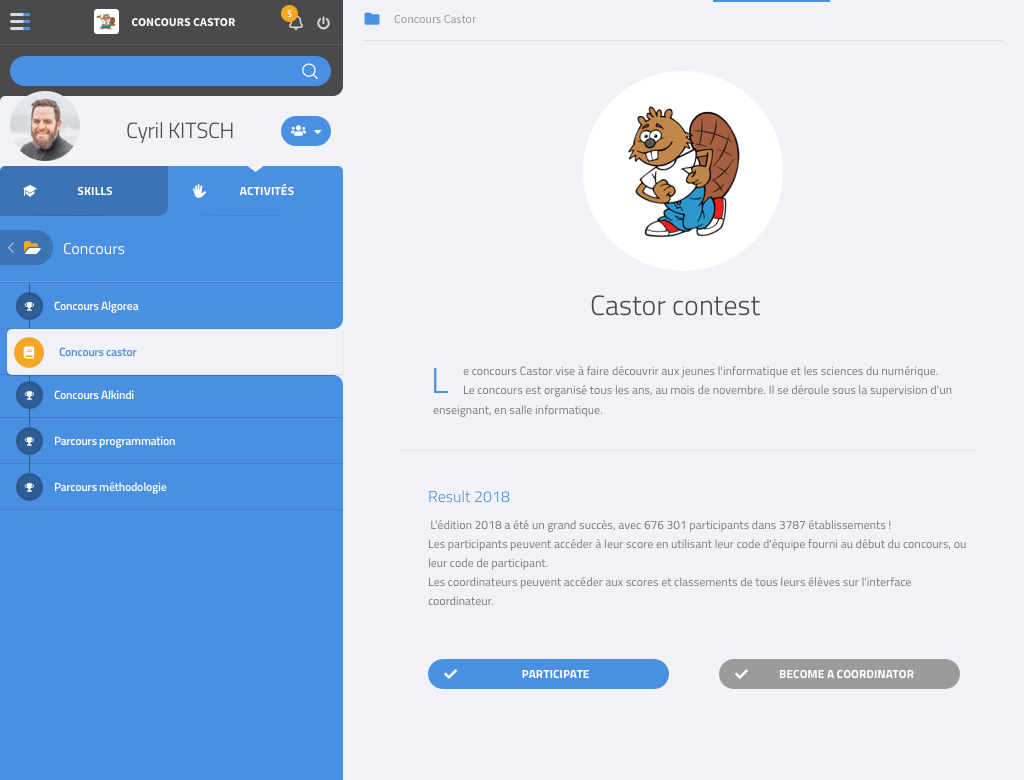 CONCOURS CASTOR
5
Cyril KITSCH
SKILLS
ACTIVITÉS
Concours
Concours Algorea
Concours castor
Concours Alkindi
Parcours programmation
Parcours méthodologie
Concours Castor
Castor contest
Le concours Castor vise à faire découvrir aux jeunes l'informatique et les sciences du numérique.
Le concours est organisé tous les ans, au mois de novembre. Il se déroule sous la supervision d'un
enseignant, en salle informatique.
Result 2018
L'édition 2018 a été un grand succès, avec 676 301 participants dans 3787 établissements !
Les participants peuvent accéder à leur score en utilisant leur code d'équipe fourni au début du concours, ou
leur code de participant.
Les coordinateurs peuvent accéder aux scores et classements de tous leurs élèves sur l'interface
coordinateur.
PARTICIPATE
BECOME A COORDINATOR